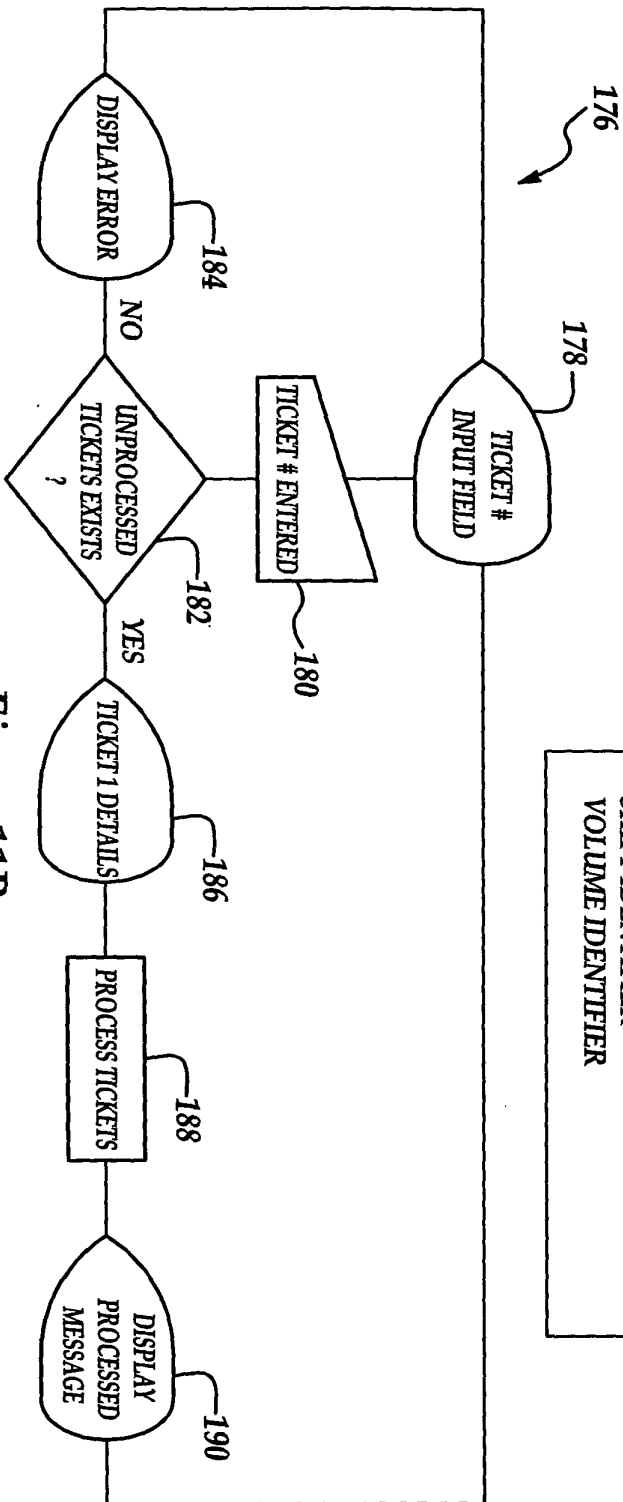 176
178
TICKET #
INPUT FIELD
TICKET # ENTERED
180
UNPROCESSED
TICKETS EXISTS
?
182
NO
DISPLAY ERROR
184
YES
TICKET 1 DETAILS
186
PROCESS TICKETS
188
DISPLAY
PROCESSED
MESSAGE
190
VOLUME IDENTIFIER